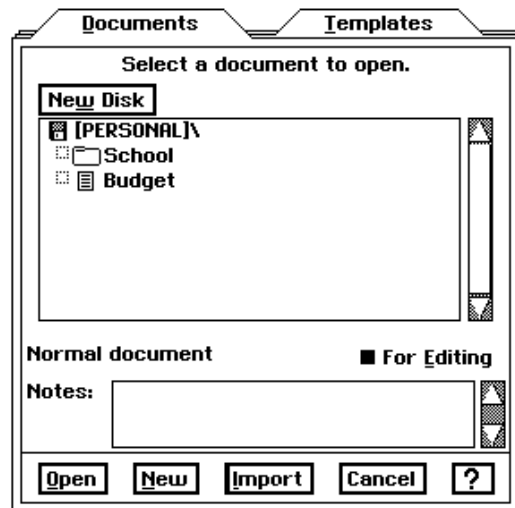 Documents Templates
Select a document to open.
New Disk
[PERSONAL]\
School
Budget
Normal document For Editing
Notes:
Open New Import Cancel ?